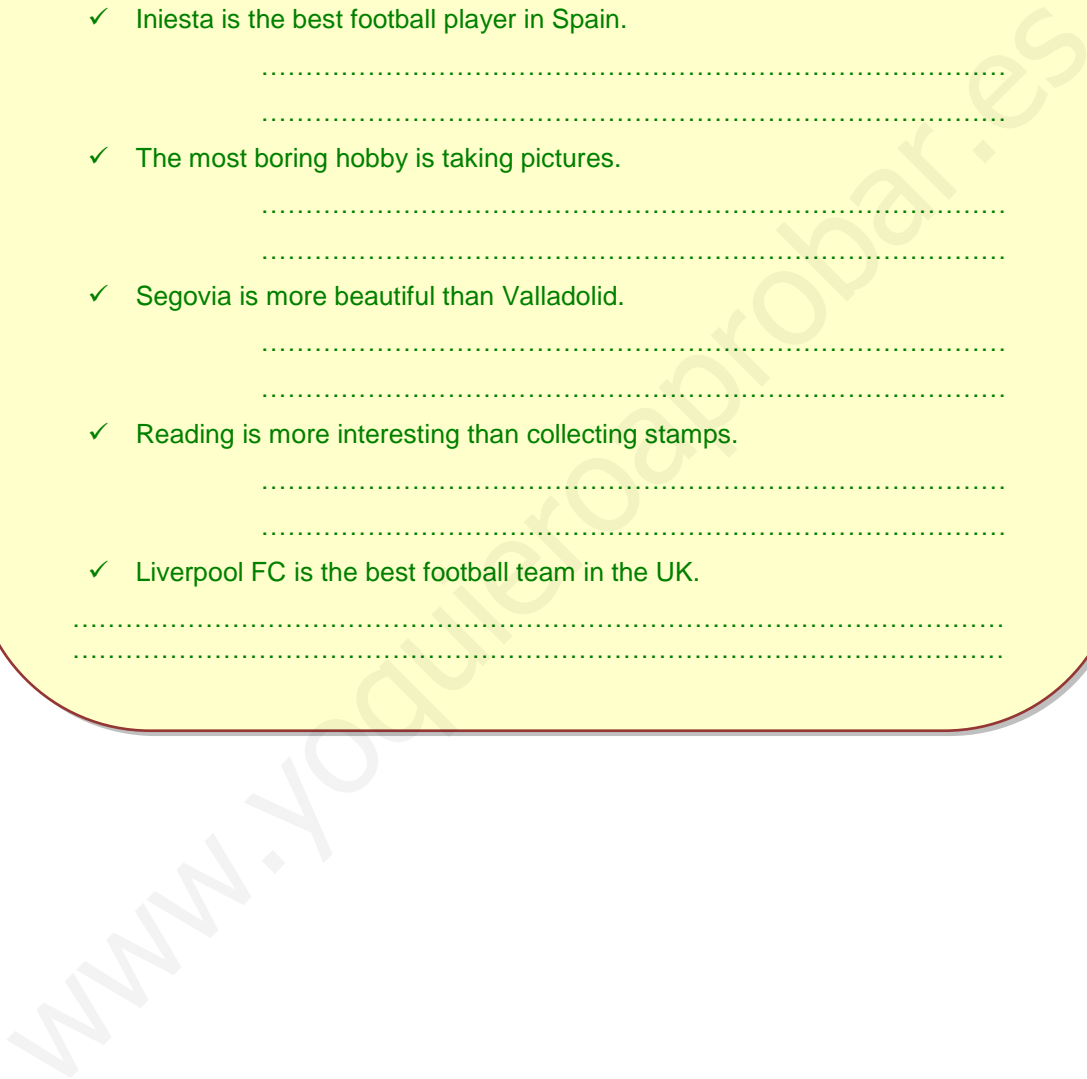 ✓ Iniesta is the best football player in Spain.
……………………………………………………………………………
……………………………………………………………………………
✓ The most boring hobby is taking pictures.
……………………………………………………………………………
……………………………………………………………………………
✓ Segovia is more beautiful than Valladolid.
……………………………………………………………………………
……………………………………………………………………………
✓ Reading is more interesting than collecting stamps.
……………………………………………………………………………
……………………………………………………………………………
✓ Liverpool FC is the best football team in the UK.
………………………………………………………………………………………………
………………………………………………………………………………………………
www.yoquieroaprobar.es